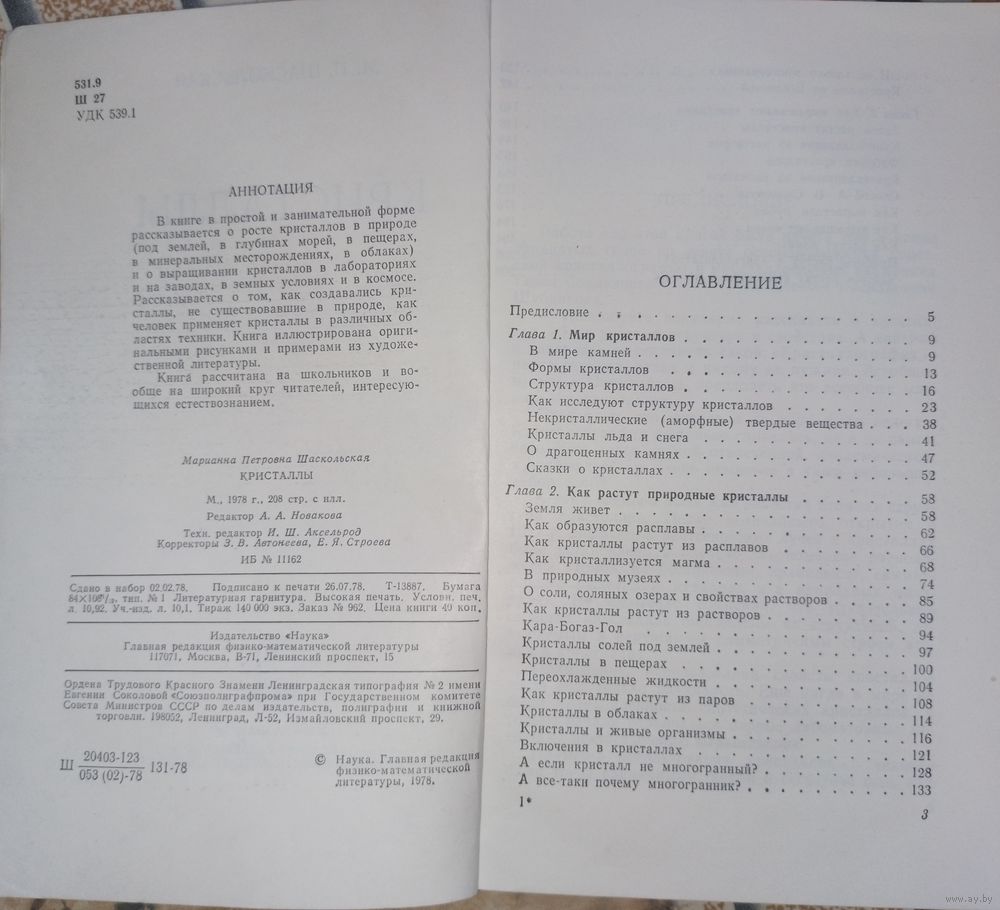 531.9
Ш 27
УДК 539.1
АННОТАЦИЯ
В книге в простой и занимательной форме
рассказывается о росте кристаллов в природе
(под землей, в глубинах морей, в пещерах,
в минеральных месторождениях, в облаках)
и о выращивании кристаллов в лабораториях
и на заводах, в земных условиях и в космосе.
Рассказывается о том, как создавались кри-
сталлы, не существовавшие в природе, как
человек применяет кристаллы в различных об-
ластях техники. Книга иллюстрирована ориги-
нальными рисунками и примерами из художе-
ственной литературы.
Книга рассчитана на школьников и во-
обще на широкий круг читателей, интересую-
щихся естествознанием.
Марианна Петровна Шаскольская
КРИСТАЛЛЫ
М., 1978 г., 208 стр. с илл.
Редактор А. А. Новакова
Техн. редактор И. Ш. Аксельрод
Корректоры Э. В. Автонеева, Е. Я. Строева
ИБ № 11162
Сдано в набор 02.02.78. Подписано к печати 26.07.78. Т-13887. Бумага
84×108¹/₃₂ тип. № 1 Литературная гарнитура. Высокая печать. Условн. печ.
л. 10,92. Уч.-изд. л. 10,1. Тираж 140 000 экз. Заказ № 962. Цена книги 40 коп.
Издательство «Наука»
Главная редакция физико-математической литературы
117071, Москва, В-71, Ленинский проспект, 15
Ордена Трудового Красного Знамени Ленинградская типография № 2 имени
Евгении Соколовой «Союзполиграфпрома» при Государственном комитете
Совета Министров СССР по делам издательств, полиграфии и книжной
торговли. 198052, Ленинград, Л-52, Измайловский проспект, 29.
Ш 20403-123/053 (02)-78 131-78
© Наука. Главная редакция
физико-математической
литературы, 1978.
ОГЛАВЛЕНИЕ
Предисловие . . . . . . . . . . . . . . . . . 5
Глава 1. Мир кристаллов . . . . . . . . . . . . 9
В мире камней . . . . . . . . . . . . . . 9
Формы кристаллов . . . . . . . . . . . . 13
Структура кристаллов . . . . . . . . . . . 16
Как исследуют структуру кристаллов . . . . . . . 23
Некристаллические (аморфные) твердые вещества . . . 38
Кристаллы льда и снега . . . . . . . . . . 41
О драгоценных камнях . . . . . . . . . . . 47
Сказки о кристаллах . . . . . . . . . . . . 52
Глава 2. Как растут природные кристаллы . . . . . . 58
Земля живет . . . . . . . . . . . . . . 58
Как образуются расплавы . . . . . . . . . . 62
Как кристаллы растут из расплавов . . . . . . . 66
Как кристаллизуется магма . . . . . . . . . 68
В природных музеях . . . . . . . . . . . . 74
О соли, соляных озерах и свойствах растворов . . . . 85
Как кристаллы растут из растворов . . . . . . . 89
Кара-Богаз-Гол . . . . . . . . . . . . . 94
Кристаллы солей под землей . . . . . . . . . 97
Кристаллы в пещерах . . . . . . . . . . . 100
Переохлажденные жидкости . . . . . . . . . 104
Как кристаллы растут из паров . . . . . . . . 108
Кристаллы в облаках . . . . . . . . . . . . 114
Кристаллы и живые организмы . . . . . . . . 116
Включения в кристаллах . . . . . . . . . . 121
А если кристалл не многогранный? . . . . . . . 128
А все-таки почему многогранник? . . . . . . . . 133
1*
3
www.ay.by